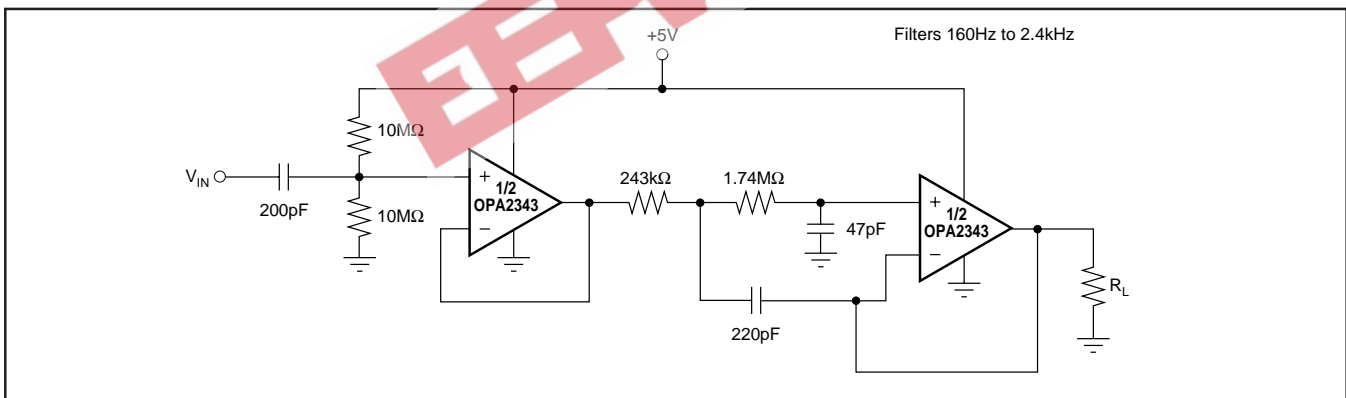 +5V
Filters 160Hz to 2.4kHz
10MΩ
V_IN
200pF
10MΩ
+
1/2
OPA2343
−
243kΩ
1.74MΩ
47pF
220pF
+
1/2
OPA2343
−
R_L